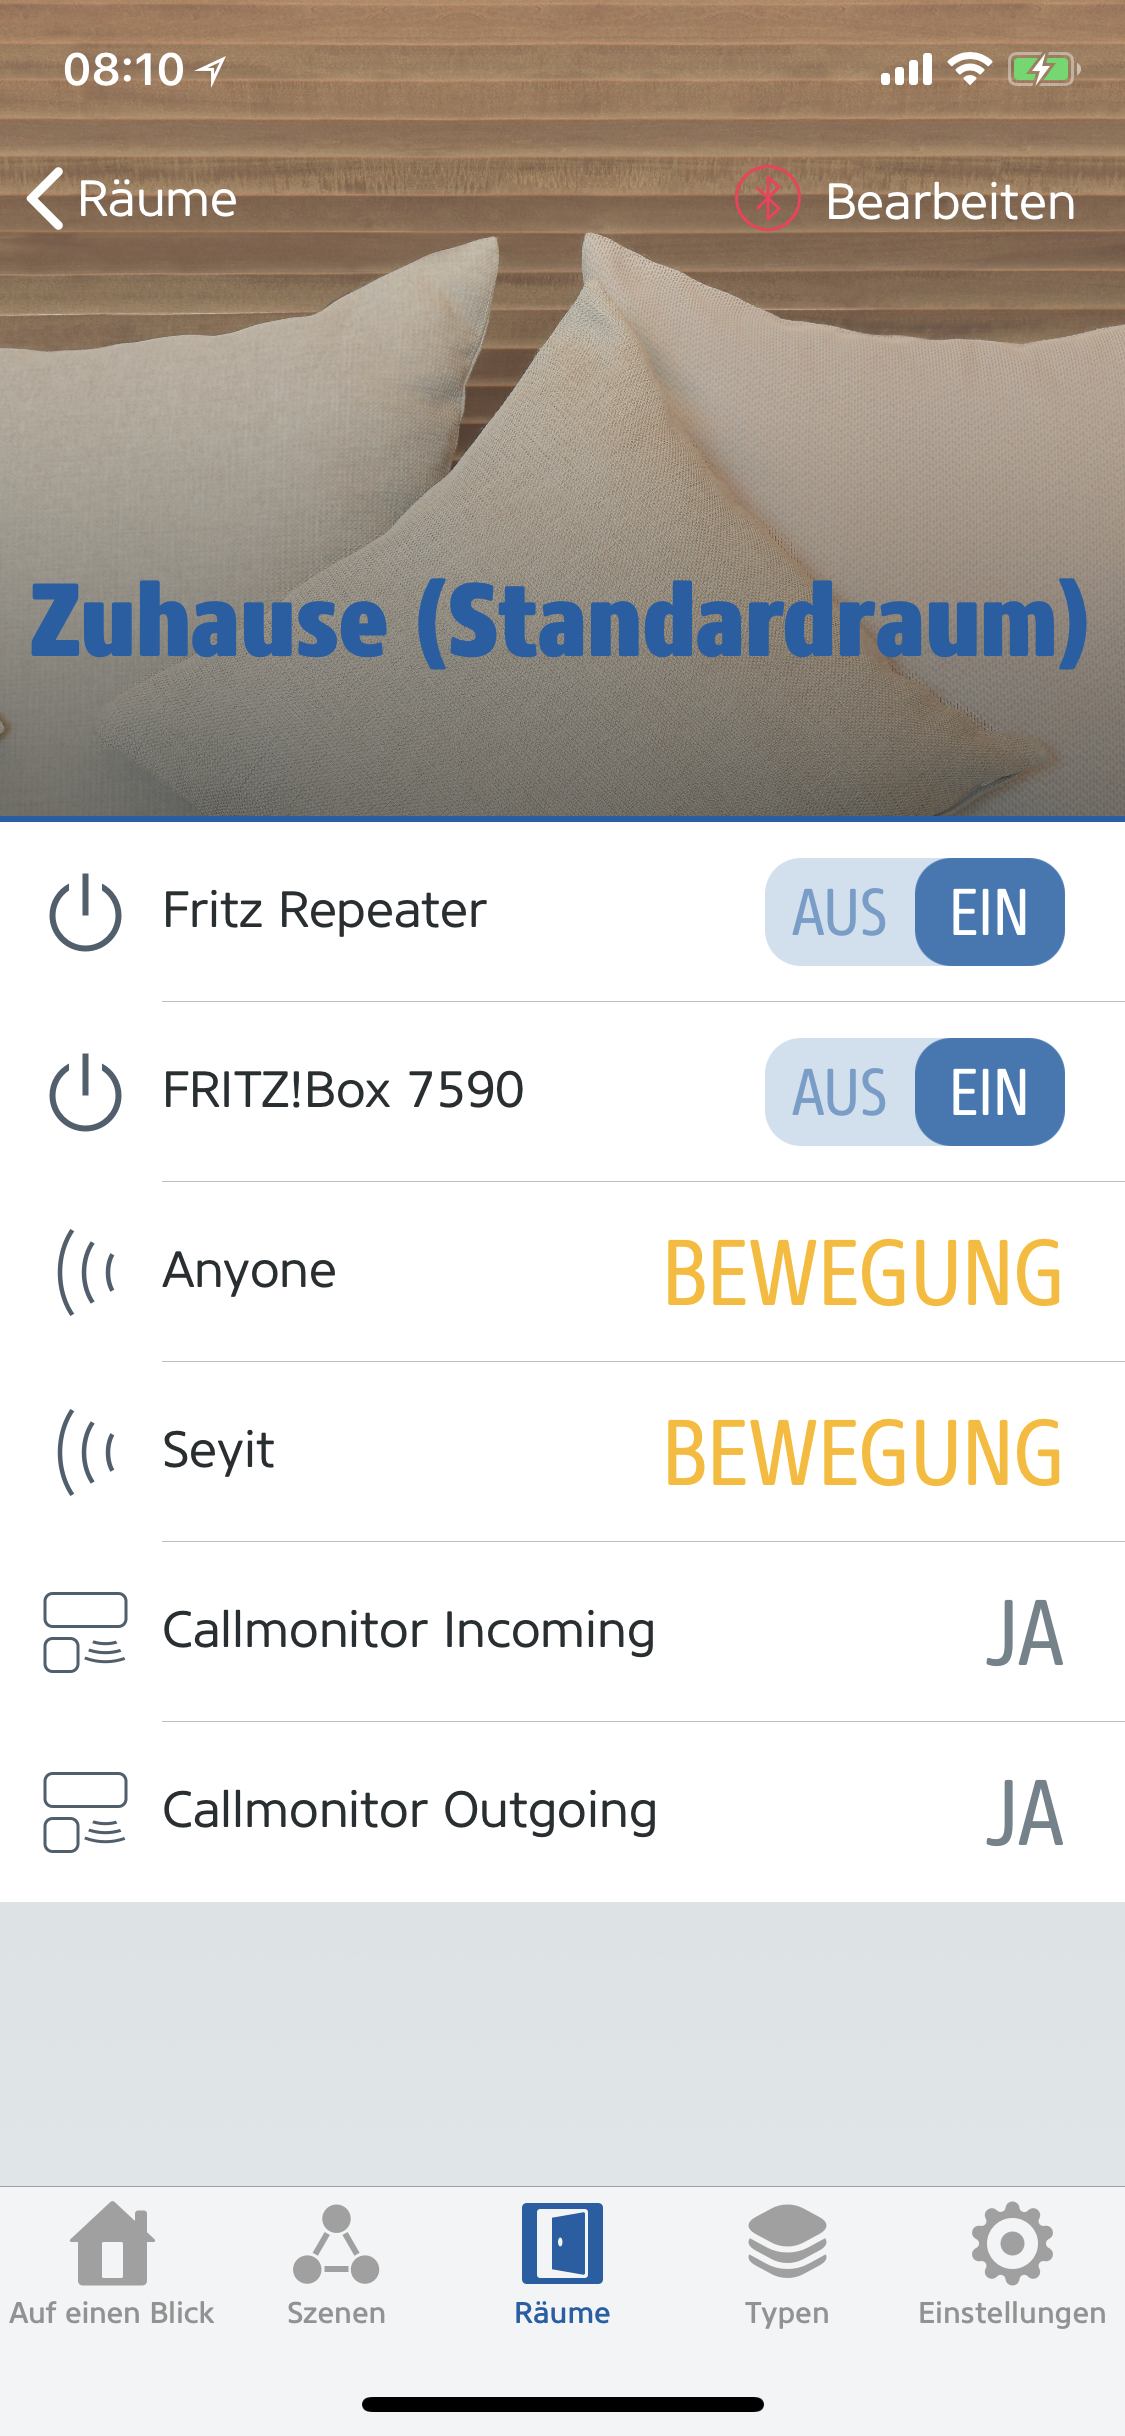 08:10
Räume
Bearbeiten
Zuhause (Standardraum)
Fritz Repeater AUS EIN
FRITZ!Box 7590 AUS EIN
Anyone BEWEGUNG
Seyit BEWEGUNG
Callmonitor Incoming JA
Callmonitor Outgoing JA
Auf einen Blick Szenen Räume Typen Einstellungen